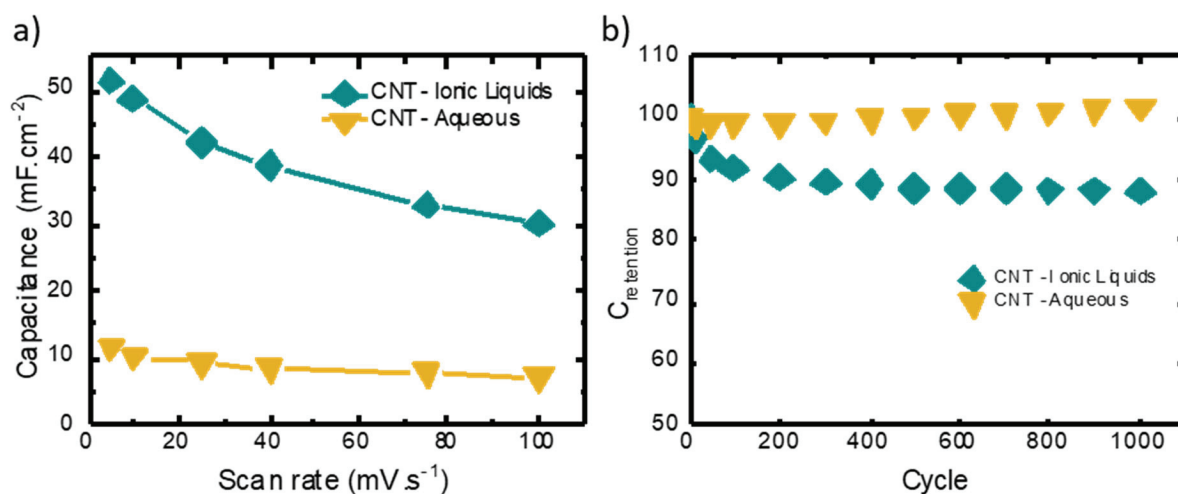 a)
Capacitance (mF.cm-2)
50
40
30
20
10
0
CNT - Ionic Liquids
CNT - Aqueous
0 20 40 60 80 100
Scan rate (mV.s-1)
b)
Cretention
110
100
90
80
70
60
50
CNT - Ionic Liquids
CNT - Aqueous
0 200 400 600 800 1000
Cycle